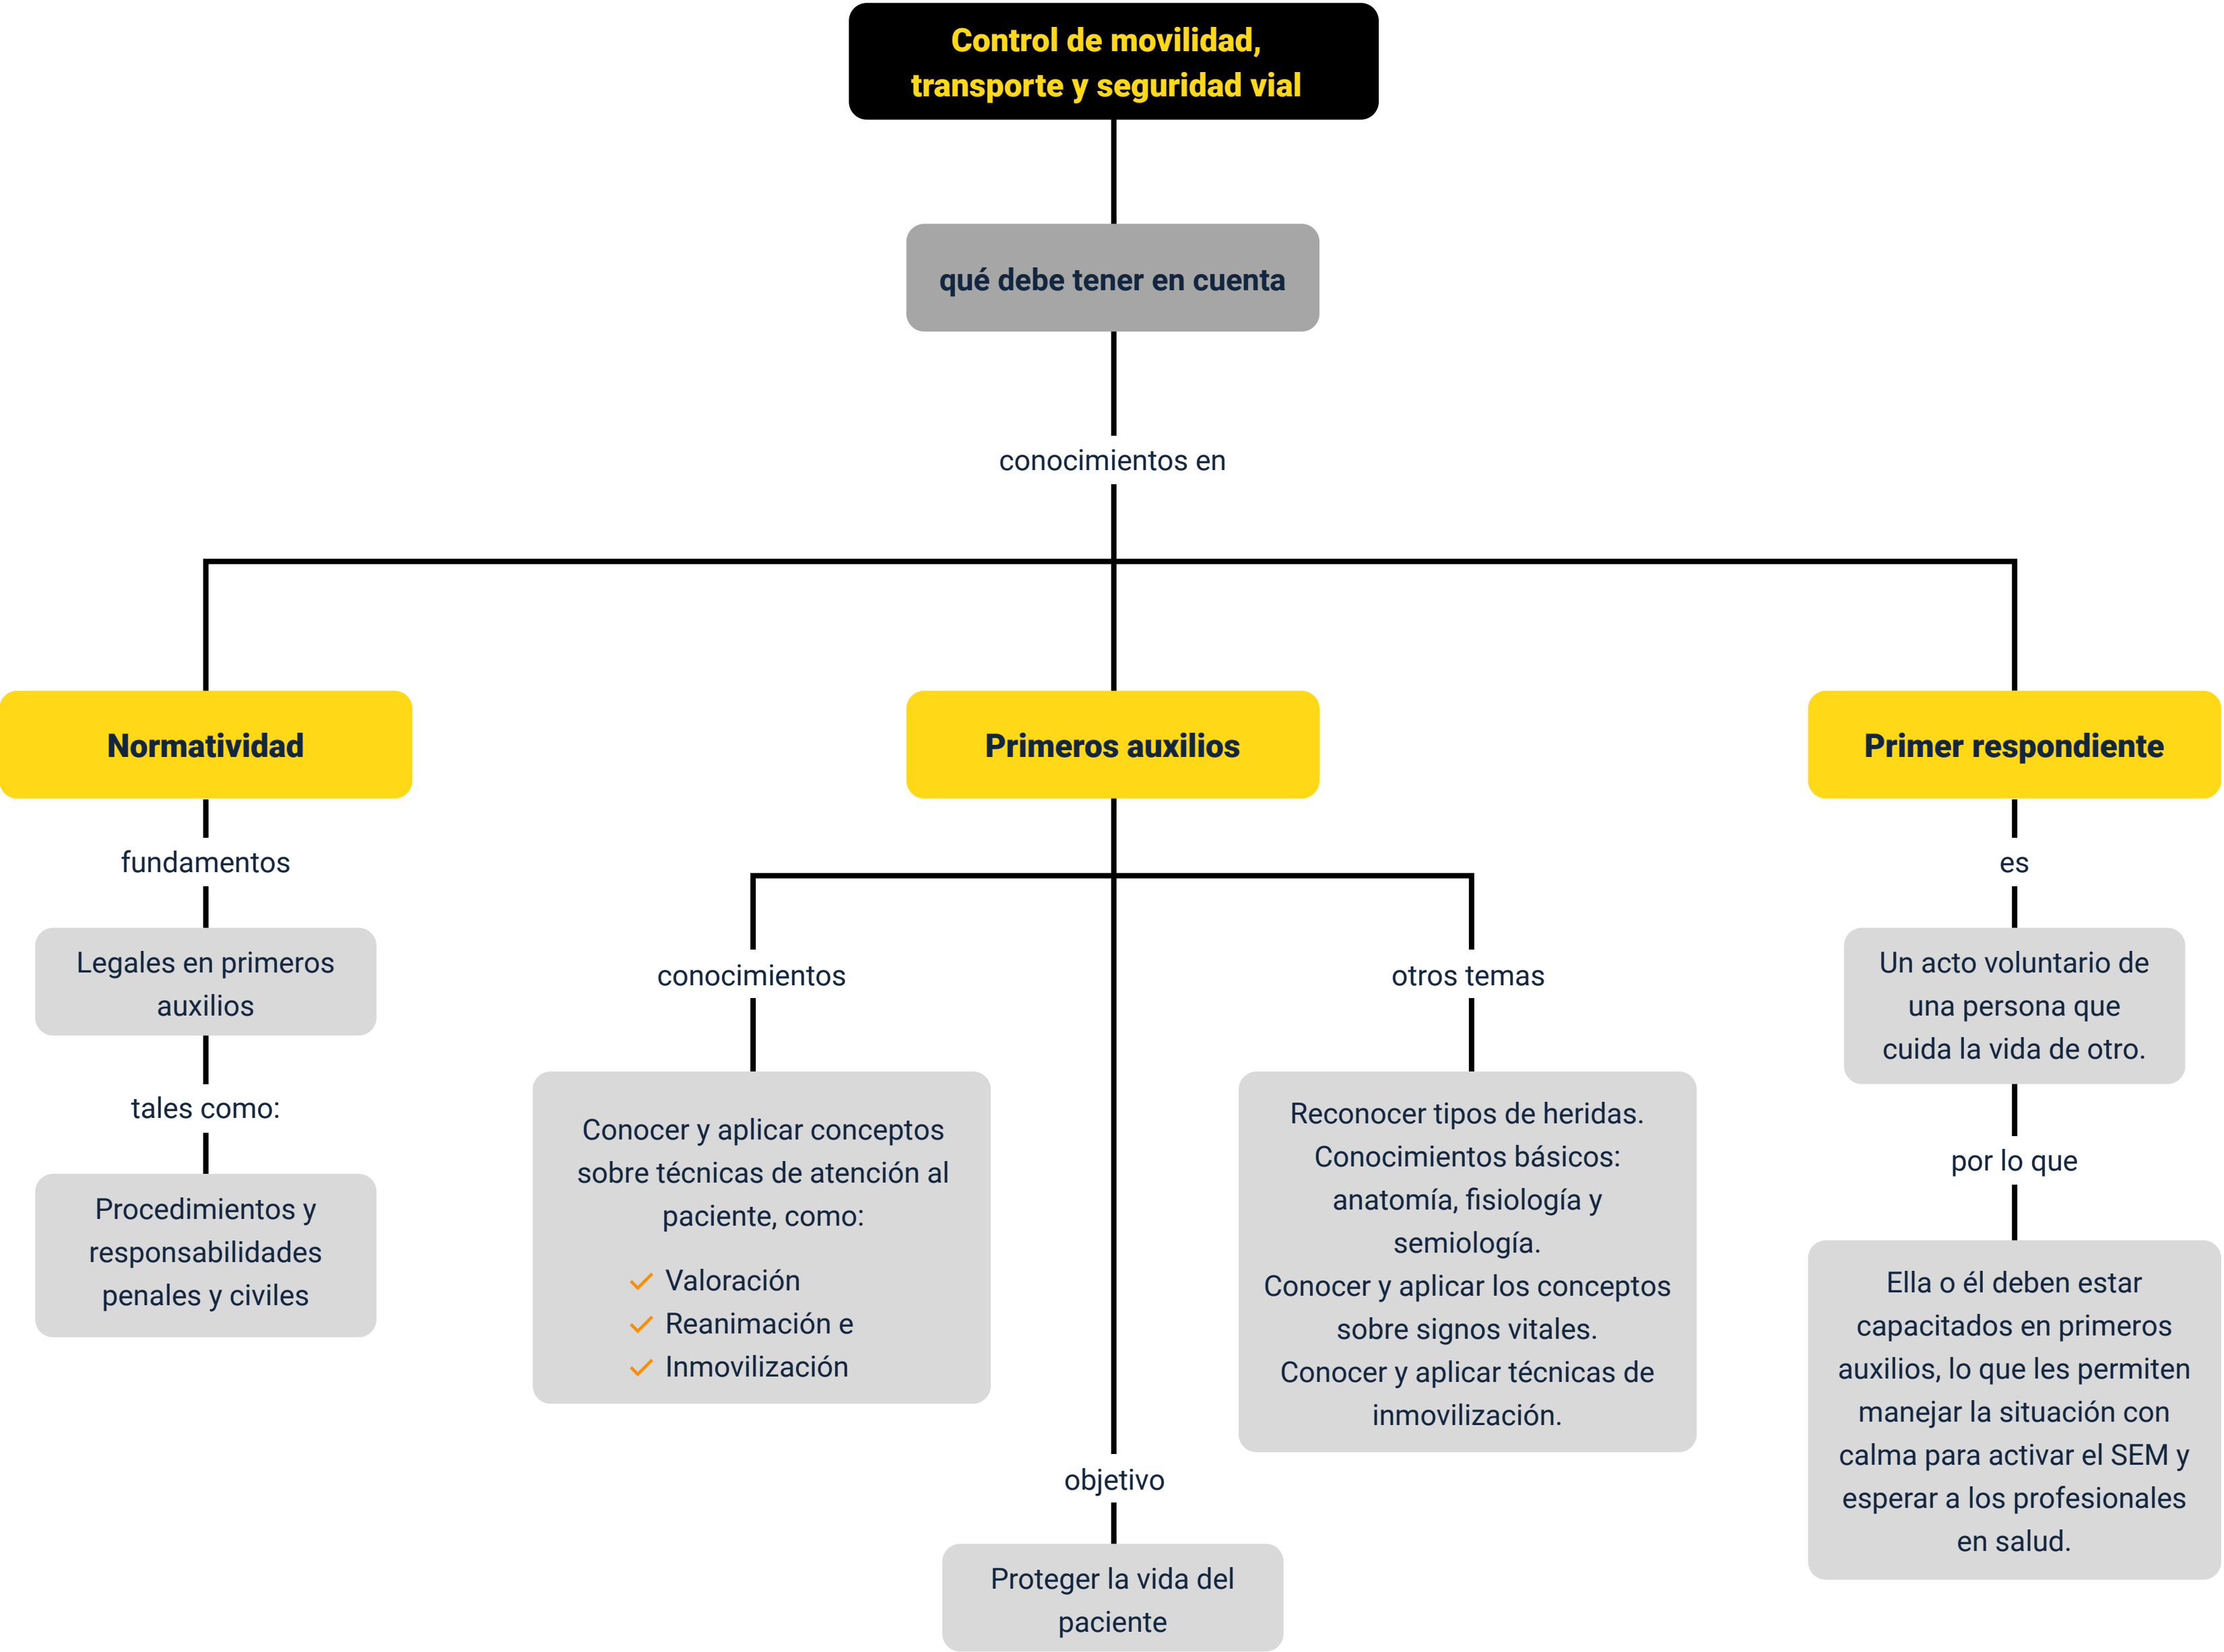 Control de movilidad,
transporte y seguridad vial
qué debe tener en cuenta
conocimientos en
Normatividad
fundamentos
Legales en primeros
auxilios
tales como:
Procedimientos y
responsabilidades
penales y civiles
Primeros auxilios
conocimientos
Conocer y aplicar conceptos
sobre técnicas de atención al
paciente, como:
Valoración
Reanimación e
Inmovilización
objetivo
Proteger la vida del
paciente
otros temas
Reconocer tipos de heridas.
Conocimientos básicos:
anatomía, fisiología y
semiología.
Conocer y aplicar los conceptos
sobre signos vitales.
Conocer y aplicar técnicas de
inmovilización.
Primer respondiente
es
Un acto voluntario de
una persona que
cuida la vida de otro.
por lo que
Ella o él deben estar
capacitados en primeros
auxilios, lo que les permiten
manejar la situación con
calma para activar el SEM y
esperar a los profesionales
en salud.